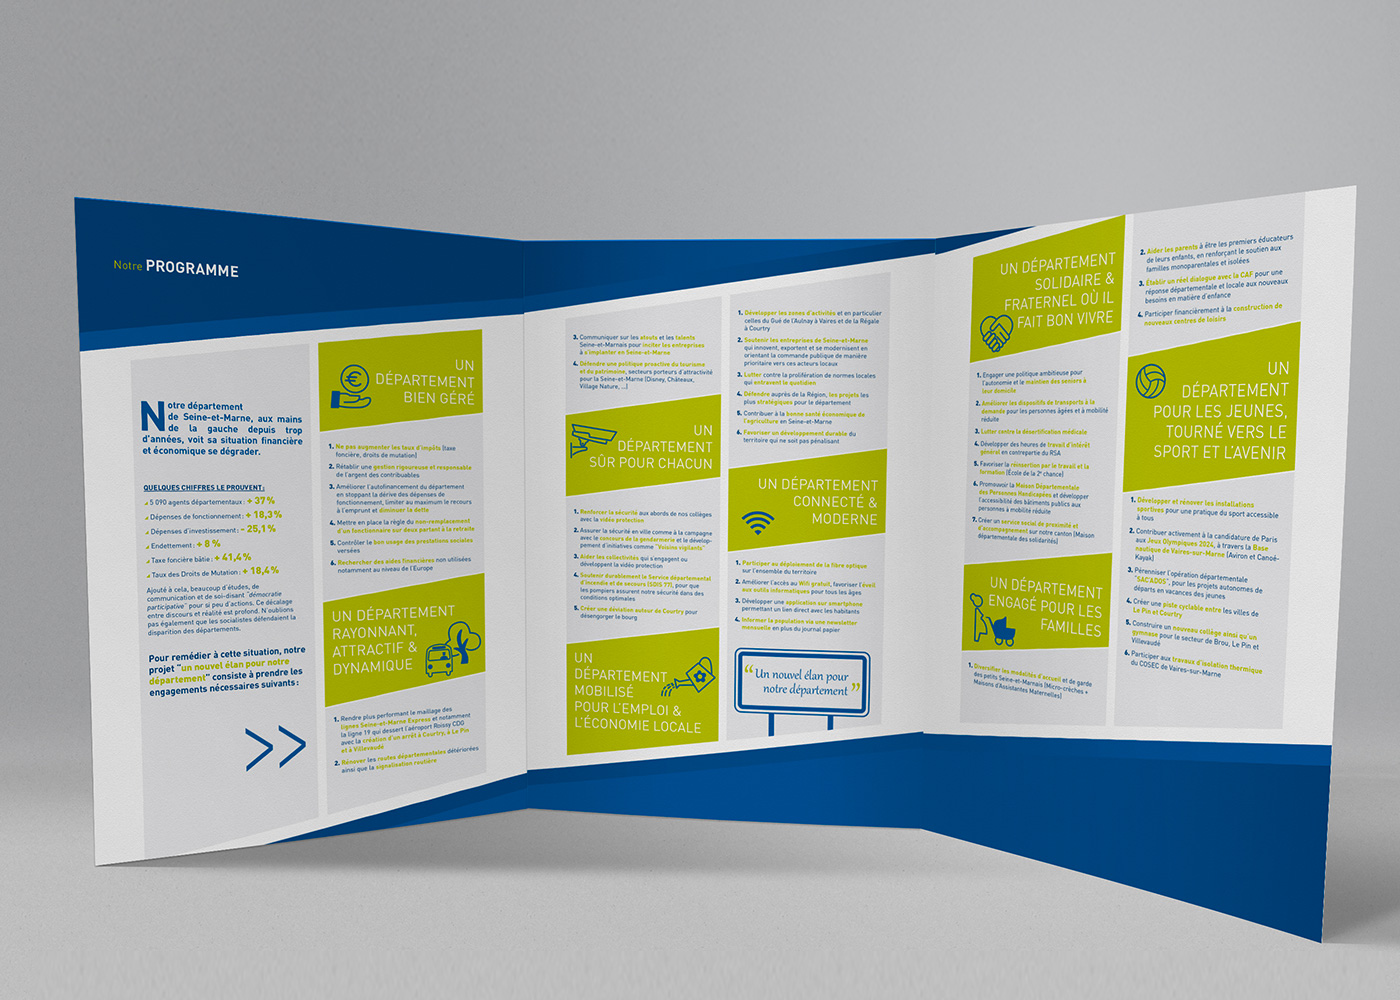 Notre PROGRAMME
Notre département
de Seine-et-Marne, aux mains
de la gauche depuis trop
d'années, voit sa situation financière
et économique se dégrader.
QUELQUES CHIFFRES LE PROUVENT :
5 090 agents départementaux : + 37 %
Dépenses de fonctionnement : + 18,3 %
Dépenses d'investissement : - 25,1 %
Endettement : + 8 %
Taxe foncière bâtie : + 41,4 %
Taux des Droits de Mutation : + 18,4 %
Ajouté à cela, beaucoup d'études, de
communication et de soi-disant "démocratie
participative" pour si peu d'actions. Ce décalage
entre discours et réalité est profond. N'oublions
pas également que les socialistes défendaient la
disparition des départements.
Pour remédier à cette situation, notre
projet "un nouvel élan pour notre
département" consiste à prendre les
engagements nécessaires suivants :
UN
DÉPARTEMENT
BIEN GÉRÉ
1. Ne pas augmenter les taux d'impôts (taxe
foncière, droits de mutation)
2. Rétablir une gestion rigoureuse et responsable
de l'argent des contribuables
3. Améliorer l'autofinancement du département
en stoppant la dérive des dépenses de
fonctionnement, limiter au maximum le recours
à l'emprunt et diminuer la dette
4. Mettre en place la règle du non-remplacement
d'un fonctionnaire sur deux partant à la retraite
5. Contrôler le bon usage des prestations sociales
versées
6. Rechercher des aides financières non utilisées
notamment au niveau de l'Europe
UN DÉPARTEMENT
RAYONNANT,
ATTRACTIF &
DYNAMIQUE
1. Rendre plus performant le maillage des
lignes Seine-et-Marne Express et notamment
la ligne 19 qui dessert l'aéroport Roissy CDG
avec la création d'un arrêt à Courtry, à Le Pin
et à Villevaudé
2. Rénover les routes départementales détériorées
ainsi que la signalisation routière
3. Communiquer sur les atouts et les talents
Seine-et-Marnais pour inciter les entreprises
à s'implanter en Seine-et-Marne
4. Défendre une politique proactive du tourisme
et du patrimoine, secteurs porteurs d'attractivité
pour la Seine-et-Marne (Disney, Châteaux,
Village Nature, ...)
UN
DÉPARTEMENT
SÛR POUR CHACUN
1. Renforcer la sécurité aux abords de nos collèges
avec la vidéo protection
2. Assurer la sécurité en ville comme à la campagne
avec le concours de la gendarmerie et le dévelop-
pement d'initiatives comme "Voisins vigilants"
3. Aider les collectivités qui s'engagent ou
développent la vidéo protection
4. Soutenir durablement le Service départemental
d'incendie et de secours (SDIS 77), pour que
les pompiers assurent notre sécurité dans des
conditions optimales
5. Créer une déviation autour de Courtry pour
désengorger le bourg
UN
DÉPARTEMENT
MOBILISÉ
POUR L'EMPLOI &
L'ÉCONOMIE LOCALE
1. Développer les zones d'activités et en particulier
celles du Gué de l'Aulnay à Vaires et de la Régale
à Courtry
2. Soutenir les entreprises de Seine-et-Marne
qui innovent, exportent et se modernisent en
orientant la commande publique de manière
prioritaire vers ces acteurs locaux
3. Lutter contre la prolifération de normes locales
qui entravent le quotidien
4. Défendre auprès de la Région, les projets les
plus stratégiques pour le département
5. Contribuer à la bonne santé économique de
l'agriculture en Seine-et-Marne
6. Favoriser un développement durable du
territoire qui ne soit pas pénalisant
UN DÉPARTEMENT
CONNECTÉ &
MODERNE
1. Participer au déploiement de la fibre optique
sur l'ensemble du territoire
2. Améliorer l'accès au Wifi gratuit, favoriser l'éveil
aux outils informatiques pour tous les âges
3. Développer une application sur smartphone
permettant un lien direct avec les habitants
4. Informer la population via une newsletter
mensuelle en plus du journal papier
“Un nouvel élan pour
notre département”
UN DÉPARTEMENT
SOLIDAIRE &
FRATERNEL OÙ IL
FAIT BON VIVRE
1. Engager une politique ambitieuse pour
l'autonomie et le maintien des seniors à
leur domicile
2. Améliorer les dispositifs de transports à la
demande pour les personnes âgées et à mobilité
réduite
3. Lutter contre la désertification médicale
4. Développer des heures de travail d'intérêt
général en contrepartie du RSA
5. Favoriser la réinsertion par le travail et la
formation (École de la 2e chance)
6. Promouvoir la Maison Départementale
des Personnes Handicapées et développer
l'accessibilité des bâtiments publics aux
personnes à mobilité réduite
7. Créer un service social de proximité et
d'accompagnement sur notre canton (Maison
départementale des solidarités)
UN DÉPARTEMENT
ENGAGÉ POUR LES
FAMILLES
1. Diversifier les modalités d'accueil et de garde
des petits Seine-et-Marnais (Micro-crèches +
Maisons d'Assistantes Maternelles)
2. Aider les parents à être les premiers éducateurs
de leurs enfants, en renforçant le soutien aux
familles monoparentales et isolées
3. Établir un réel dialogue avec la CAF pour une
réponse départementale et locale aux nouveaux
besoins en matière d'enfance
4. Participer financièrement à la construction de
nouveaux centres de loisirs
UN
DÉPARTEMENT
POUR LES JEUNES,
TOURNÉ VERS LE
SPORT ET L'AVENIR
1. Développer et rénover les installations
sportives pour une pratique du sport accessible
à tous
2. Contribuer activement à la candidature de Paris
aux Jeux Olympiques 2024, à travers la Base
nautique de Vaires-sur-Marne (Aviron et Canoë-
Kayak)
3. Pérenniser l'opération départementale
"SAC'ADOS", pour les projets autonomes de
départs en vacances des jeunes
4. Créer une piste cyclable entre les villes de
Le Pin et Courtry
5. Construire un nouveau collège ainsi qu'un
gymnase pour le secteur de Brou, Le Pin et
Villevaudé
6. Participer aux travaux d'isolation thermique
du COSEC de Vaires-sur-Marne